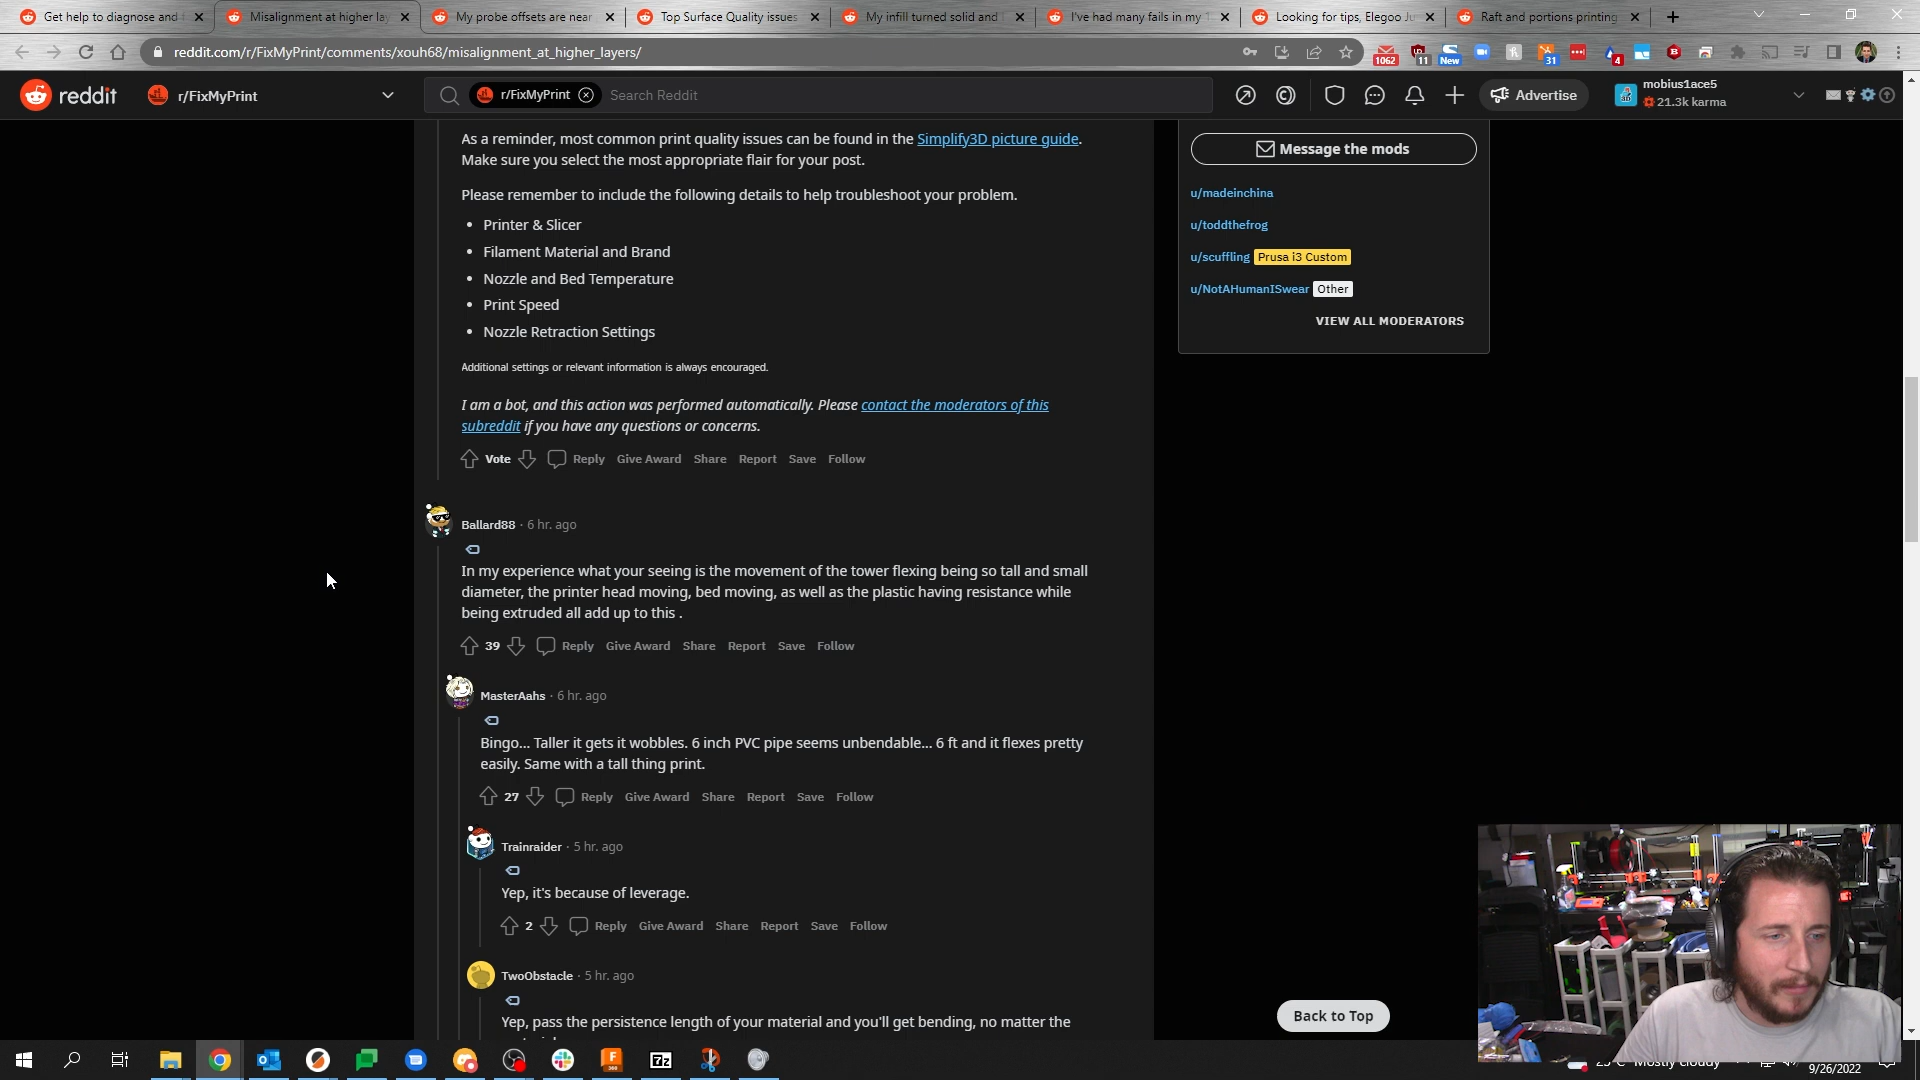 Get help to diagnose and f
Misalignment at higher lay
My probe offsets are near
Top Surface Quality issues
My infill turned solid and
I've had many fails in my 1
Looking for tips, Elegoo Ju
Raft and portions printing
reddit.com/r/FixMyPrint/comments/xouh68/misalignment_at_higher_layers/
1062
11
New
31
4
reddit
r/FixMyPrint
r/FixMyPrint
Search Reddit
Advertise
mobius1ace5
21.3k karma
As a reminder, most common print quality issues can be found in the Simplify3D picture guide.
Make sure you select the most appropriate flair for your post.
Please remember to include the following details to help troubleshoot your problem.
• Printer & Slicer
• Filament Material and Brand
• Nozzle and Bed Temperature
• Print Speed
• Nozzle Retraction Settings
Additional settings or relevant information is always encouraged.
I am a bot, and this action was performed automatically. Please contact the moderators of this
subreddit if you have any questions or concerns.
Vote Reply Give Award Share Report Save Follow
Ballard88 · 6 hr. ago
In my experience what your seeing is the movement of the tower flexing being so tall and small
diameter, the printer head moving, bed moving, as well as the plastic having resistance while
being extruded all add up to this .
39 Reply Give Award Share Report Save Follow
MasterAahs · 6 hr. ago
Bingo... Taller it gets it wobbles. 6 inch PVC pipe seems unbendable... 6 ft and it flexes pretty
easily. Same with a tall thing print.
27 Reply Give Award Share Report Save Follow
Trainraider · 5 hr. ago
Yep, it's because of leverage.
2 Reply Give Award Share Report Save Follow
TwoObstacle · 5 hr. ago
Yep, pass the persistence length of your material and you'll get bending, no matter the
Message the mods
u/madeinchina
u/toddthefrog
u/scuffling Prusa i3 Custom
u/NotAHumanISwear Other
VIEW ALL MODERATORS
Back to Top
7z
Mostly cloudy
9/26/2022